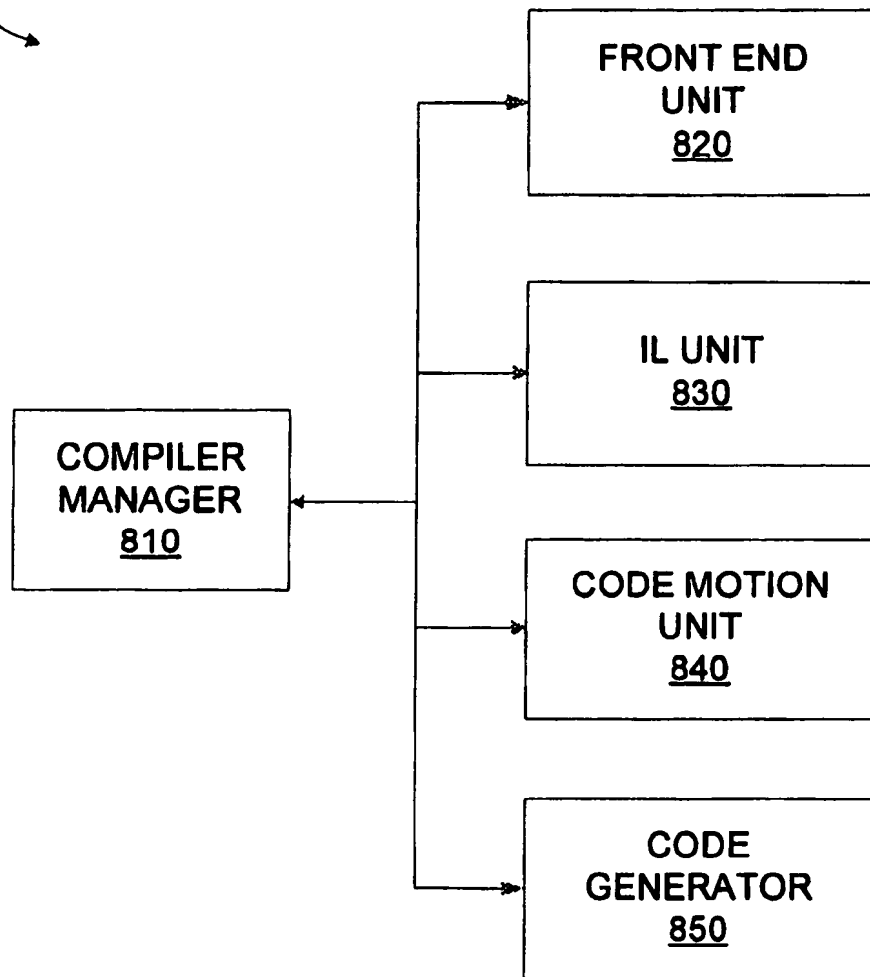 FRONT END
UNIT
820
IL UNIT
830
COMPILER
MANAGER
810
CODE MOTION
UNIT
840
CODE
GENERATOR
850